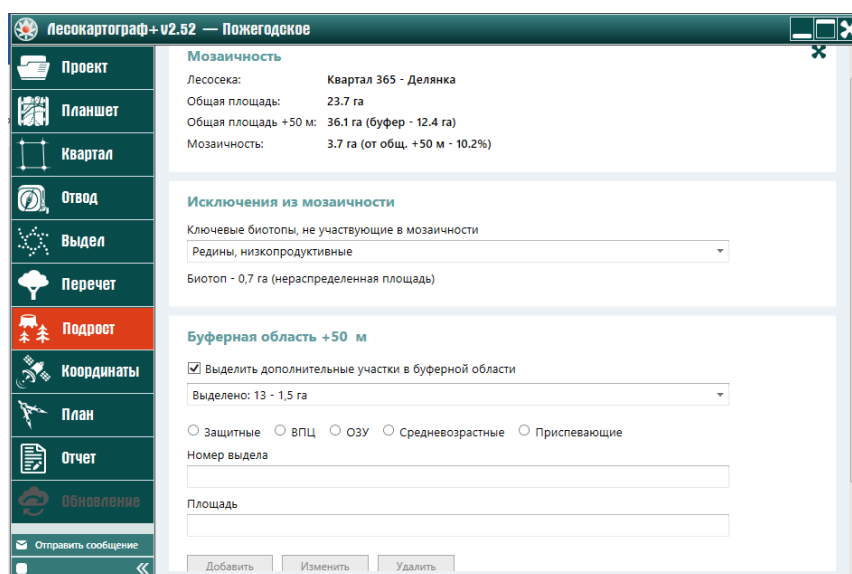 Лесокартограф+ v2.52 — Пожегодское
Проект
Планшет
Квартал
Отвод
Выдел
Перечет
Подрост
Координаты
План
Отчет
Обновление
Отправить сообщение
Мозаичность
Лесосека: Квартал 365 - Делянка
Общая площадь: 23.7 га
Общая площадь +50 м: 36.1 га (буфер - 12.4 га)
Мозаичность: 3.7 га (от общ. +50 м - 10.2%)
Исключения из мозаичности
Ключевые биотопы, не участвующие в мозаичности
Редины, низкопродуктивные
Биотоп - 0,7 га (нераспределенная площадь)
Буферная область +50 м
Выделить дополнительные участки в буферной области
Выделено: 13 - 1,5 га
Защитные ВПЦ ОЗУ Средневозрастные Приспевающие
Номер выдела
Площадь
Добавить Изменить Удалить